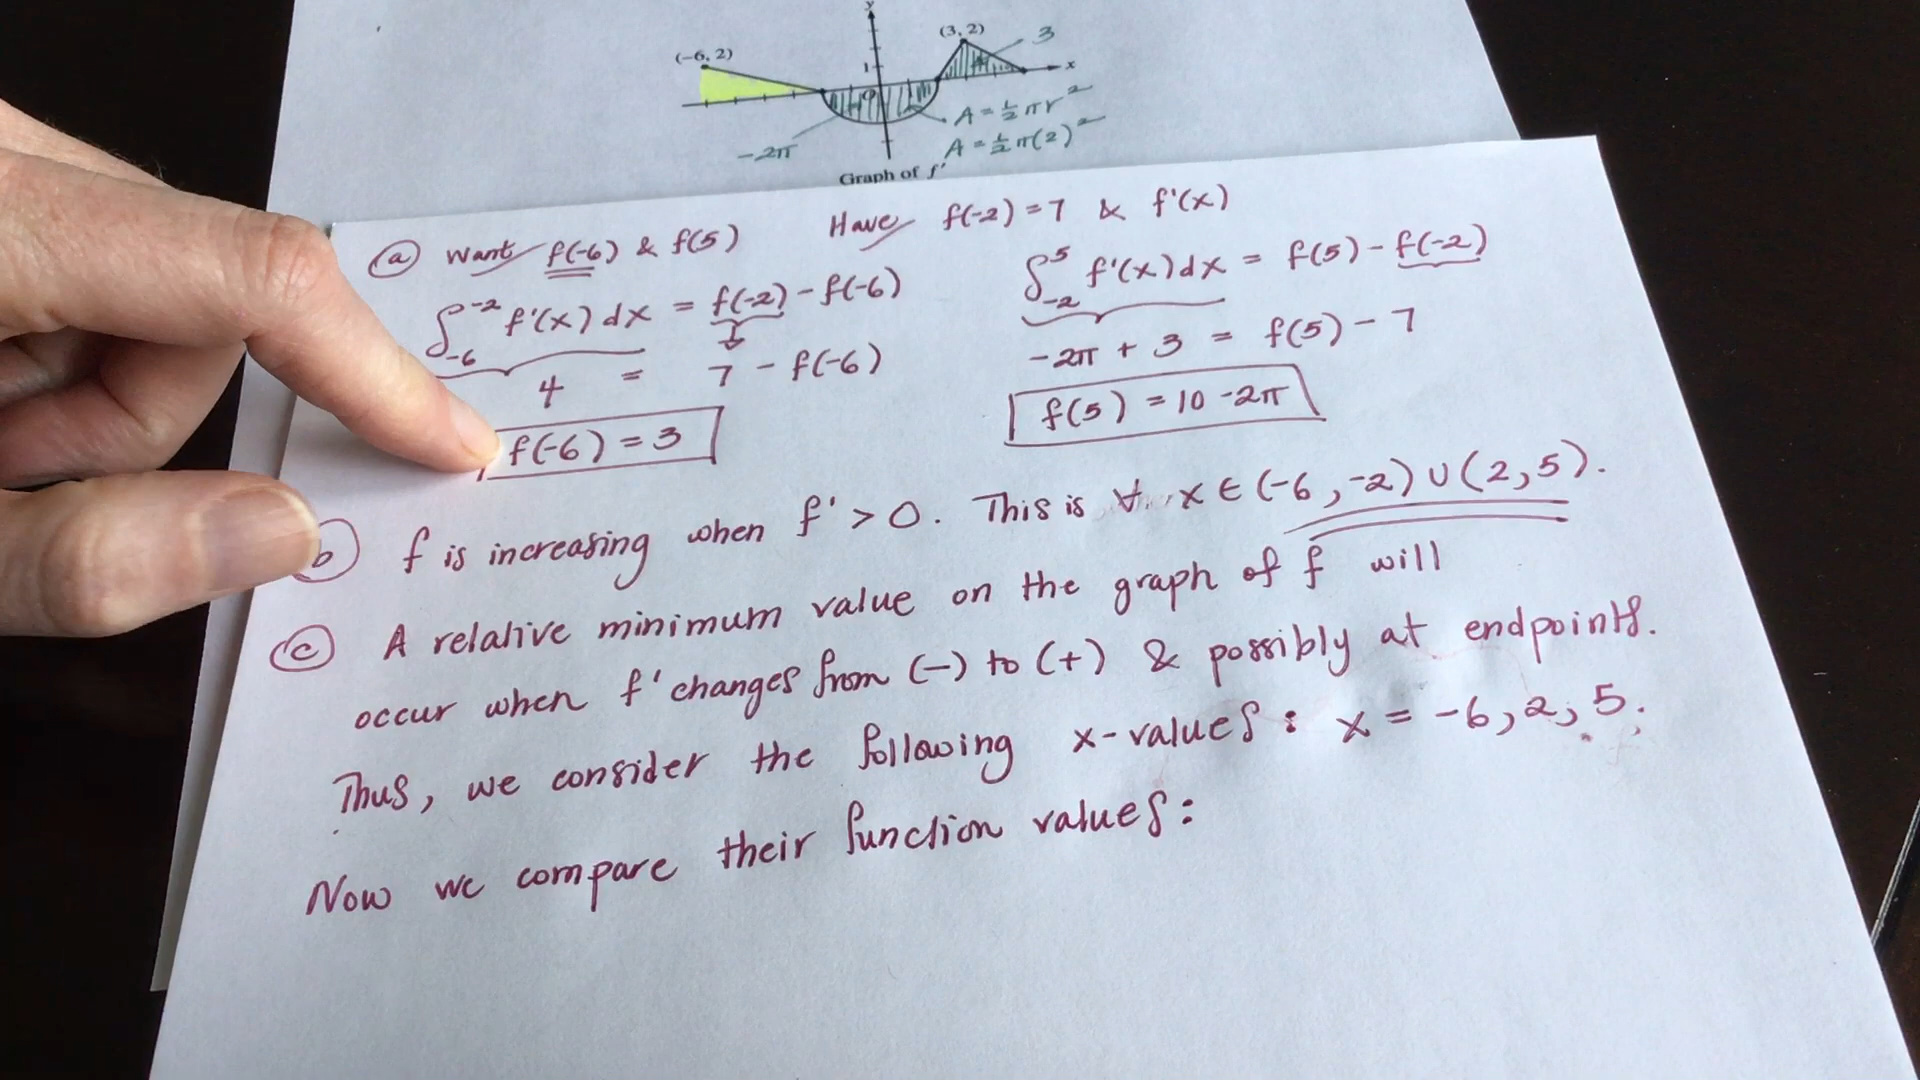 y
(-6, 2)
(3, 2)
3
1
x
A = ½πr²
A = ½π(2)²
-2π
Graph of f'
(a) Want f(-6) & f(5)
Have f(-2) = 7 & f'(x)
∫₋₆⁻² f'(x) dx = f(-2) - f(-6)
4 = 7 - f(-6)
f(-6) = 3
∫₋₂⁵ f'(x) dx = f(5) - f(-2)
-2π + 3 = f(5) - 7
f(5) = 10 - 2π
(b) f is increasing when f' > 0. This is ∀ x ∈ (-6, -2) ∪ (2, 5).
(c) A relative minimum value on the graph of f will
occur when f' changes from (-) to (+) & possibly at endpoints.
Thus, we consider the following x-values: x = -6, 2, 5.
Now we compare their function values: